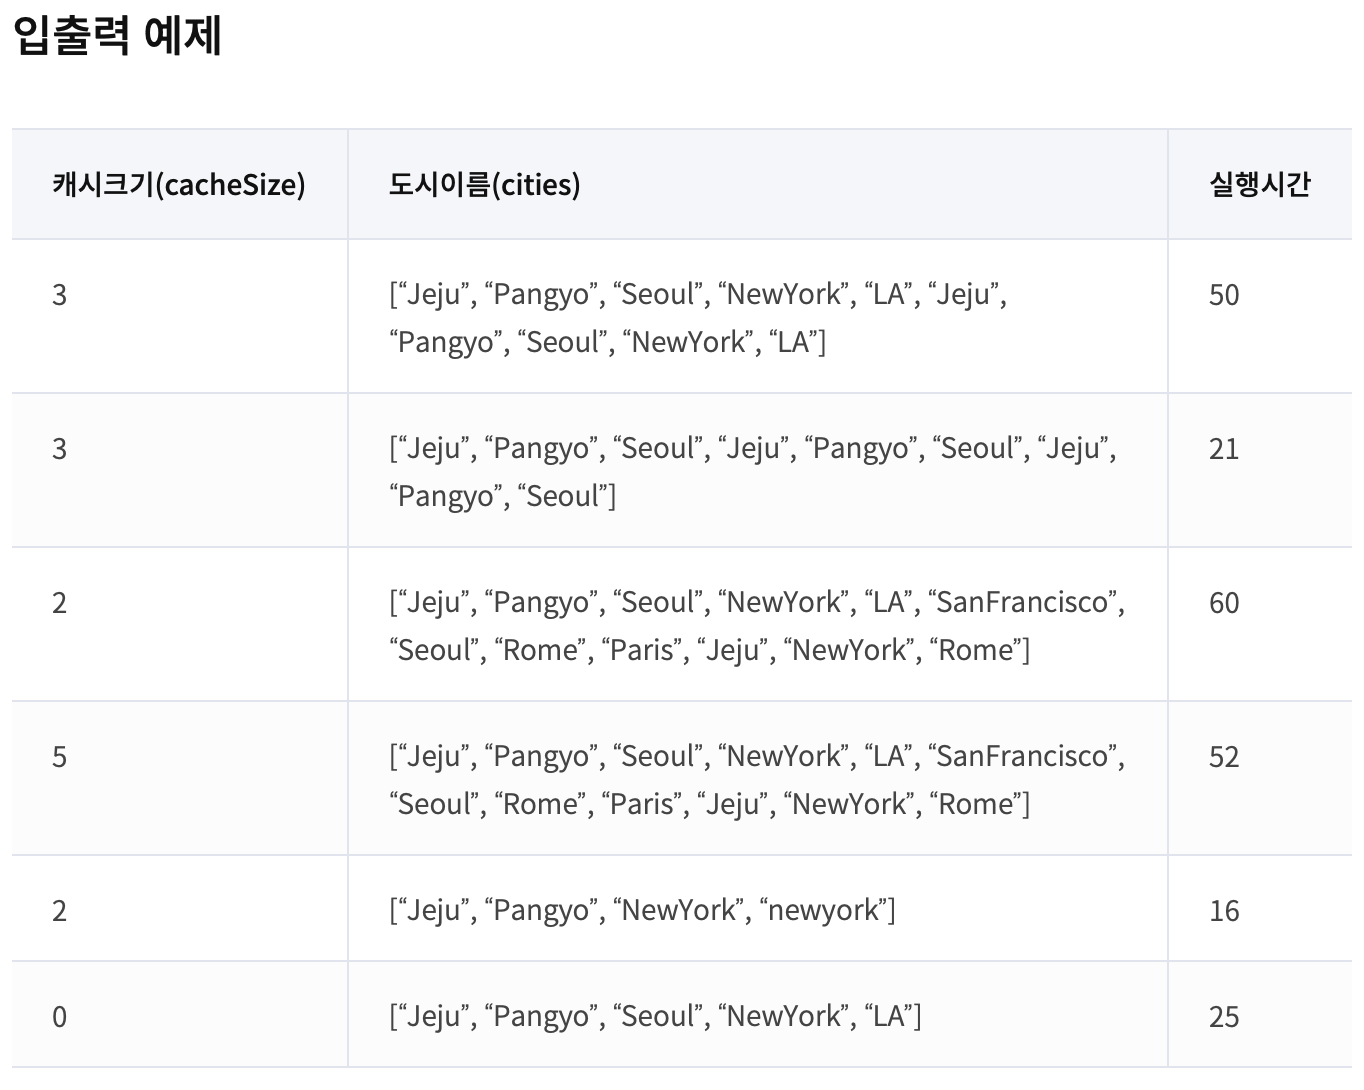 입출력 예제
캐시크기(cacheSize) 도시이름(cities) 실행시간
3 [“Jeju”, “Pangyo”, “Seoul”, “NewYork”, “LA”, “Jeju”, 50
“Pangyo”, “Seoul”, “NewYork”, “LA”]
3 [“Jeju”, “Pangyo”, “Seoul”, “Jeju”, “Pangyo”, “Seoul”, “Jeju”, 21
“Pangyo”, “Seoul”]
2 [“Jeju”, “Pangyo”, “Seoul”, “NewYork”, “LA”, “SanFrancisco”, 60
“Seoul”, “Rome”, “Paris”, “Jeju”, “NewYork”, “Rome”]
5 [“Jeju”, “Pangyo”, “Seoul”, “NewYork”, “LA”, “SanFrancisco”, 52
“Seoul”, “Rome”, “Paris”, “Jeju”, “NewYork”, “Rome”]
2 [“Jeju”, “Pangyo”, “NewYork”, “newyork”] 16
0 [“Jeju”, “Pangyo”, “Seoul”, “NewYork”, “LA”] 25